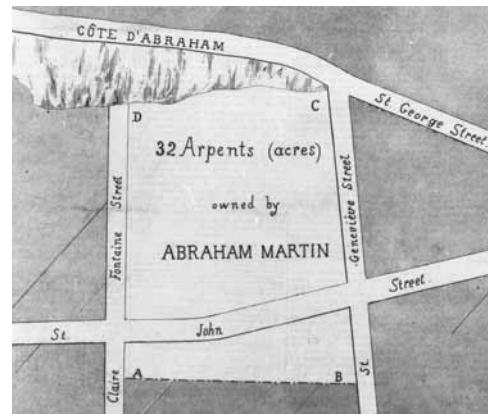 CÔTE D'ABRAHAM
St. George Street.
D
C
32 Arpents (acres)
owned by
ABRAHAM MARTIN
Claire Fontaine Street
St. Geneviève Street
St. John Street
A
B